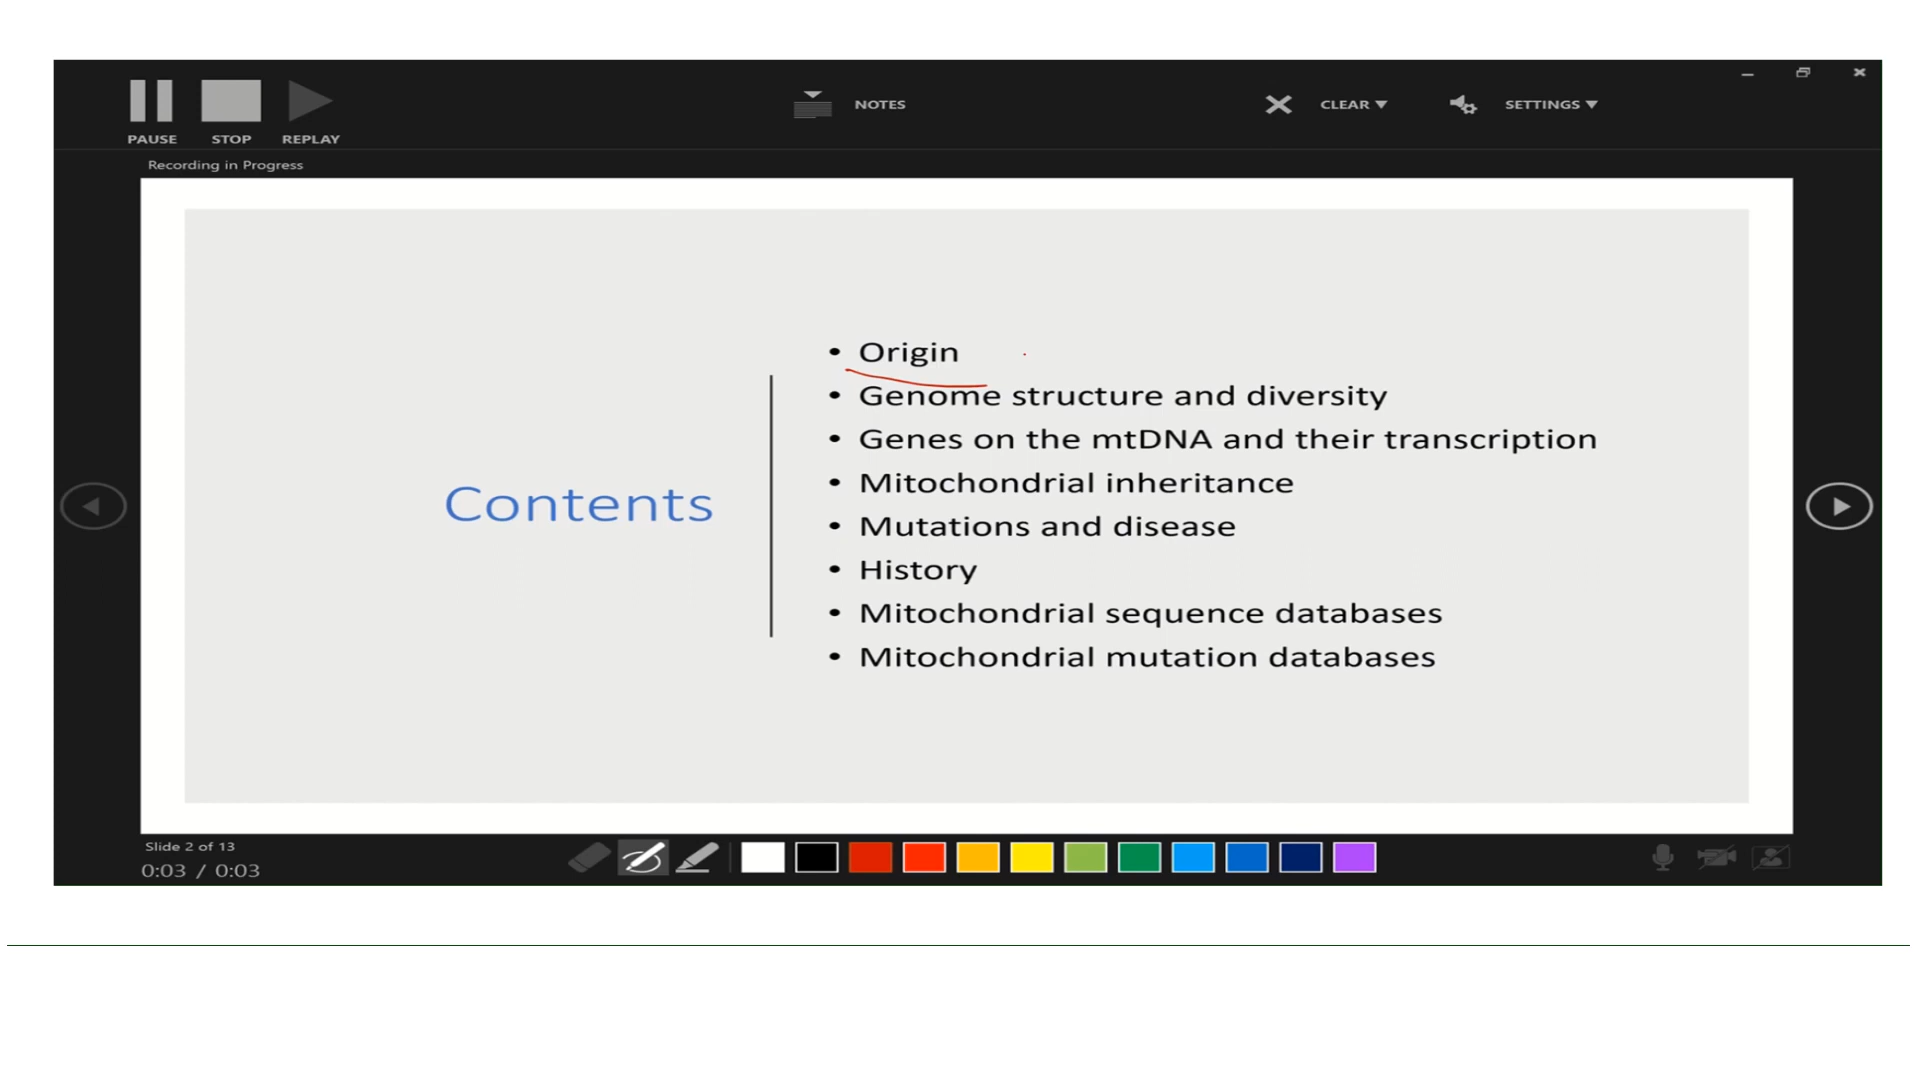 PAUSE STOP REPLAY
NOTES
CLEAR
SETTINGS
Recording in Progress
Contents
• Origin
• Genome structure and diversity
• Genes on the mtDNA and their transcription
• Mitochondrial inheritance
• Mutations and disease
• History
• Mitochondrial sequence databases
• Mitochondrial mutation databases
Slide 2 of 13
0:03 / 0:03